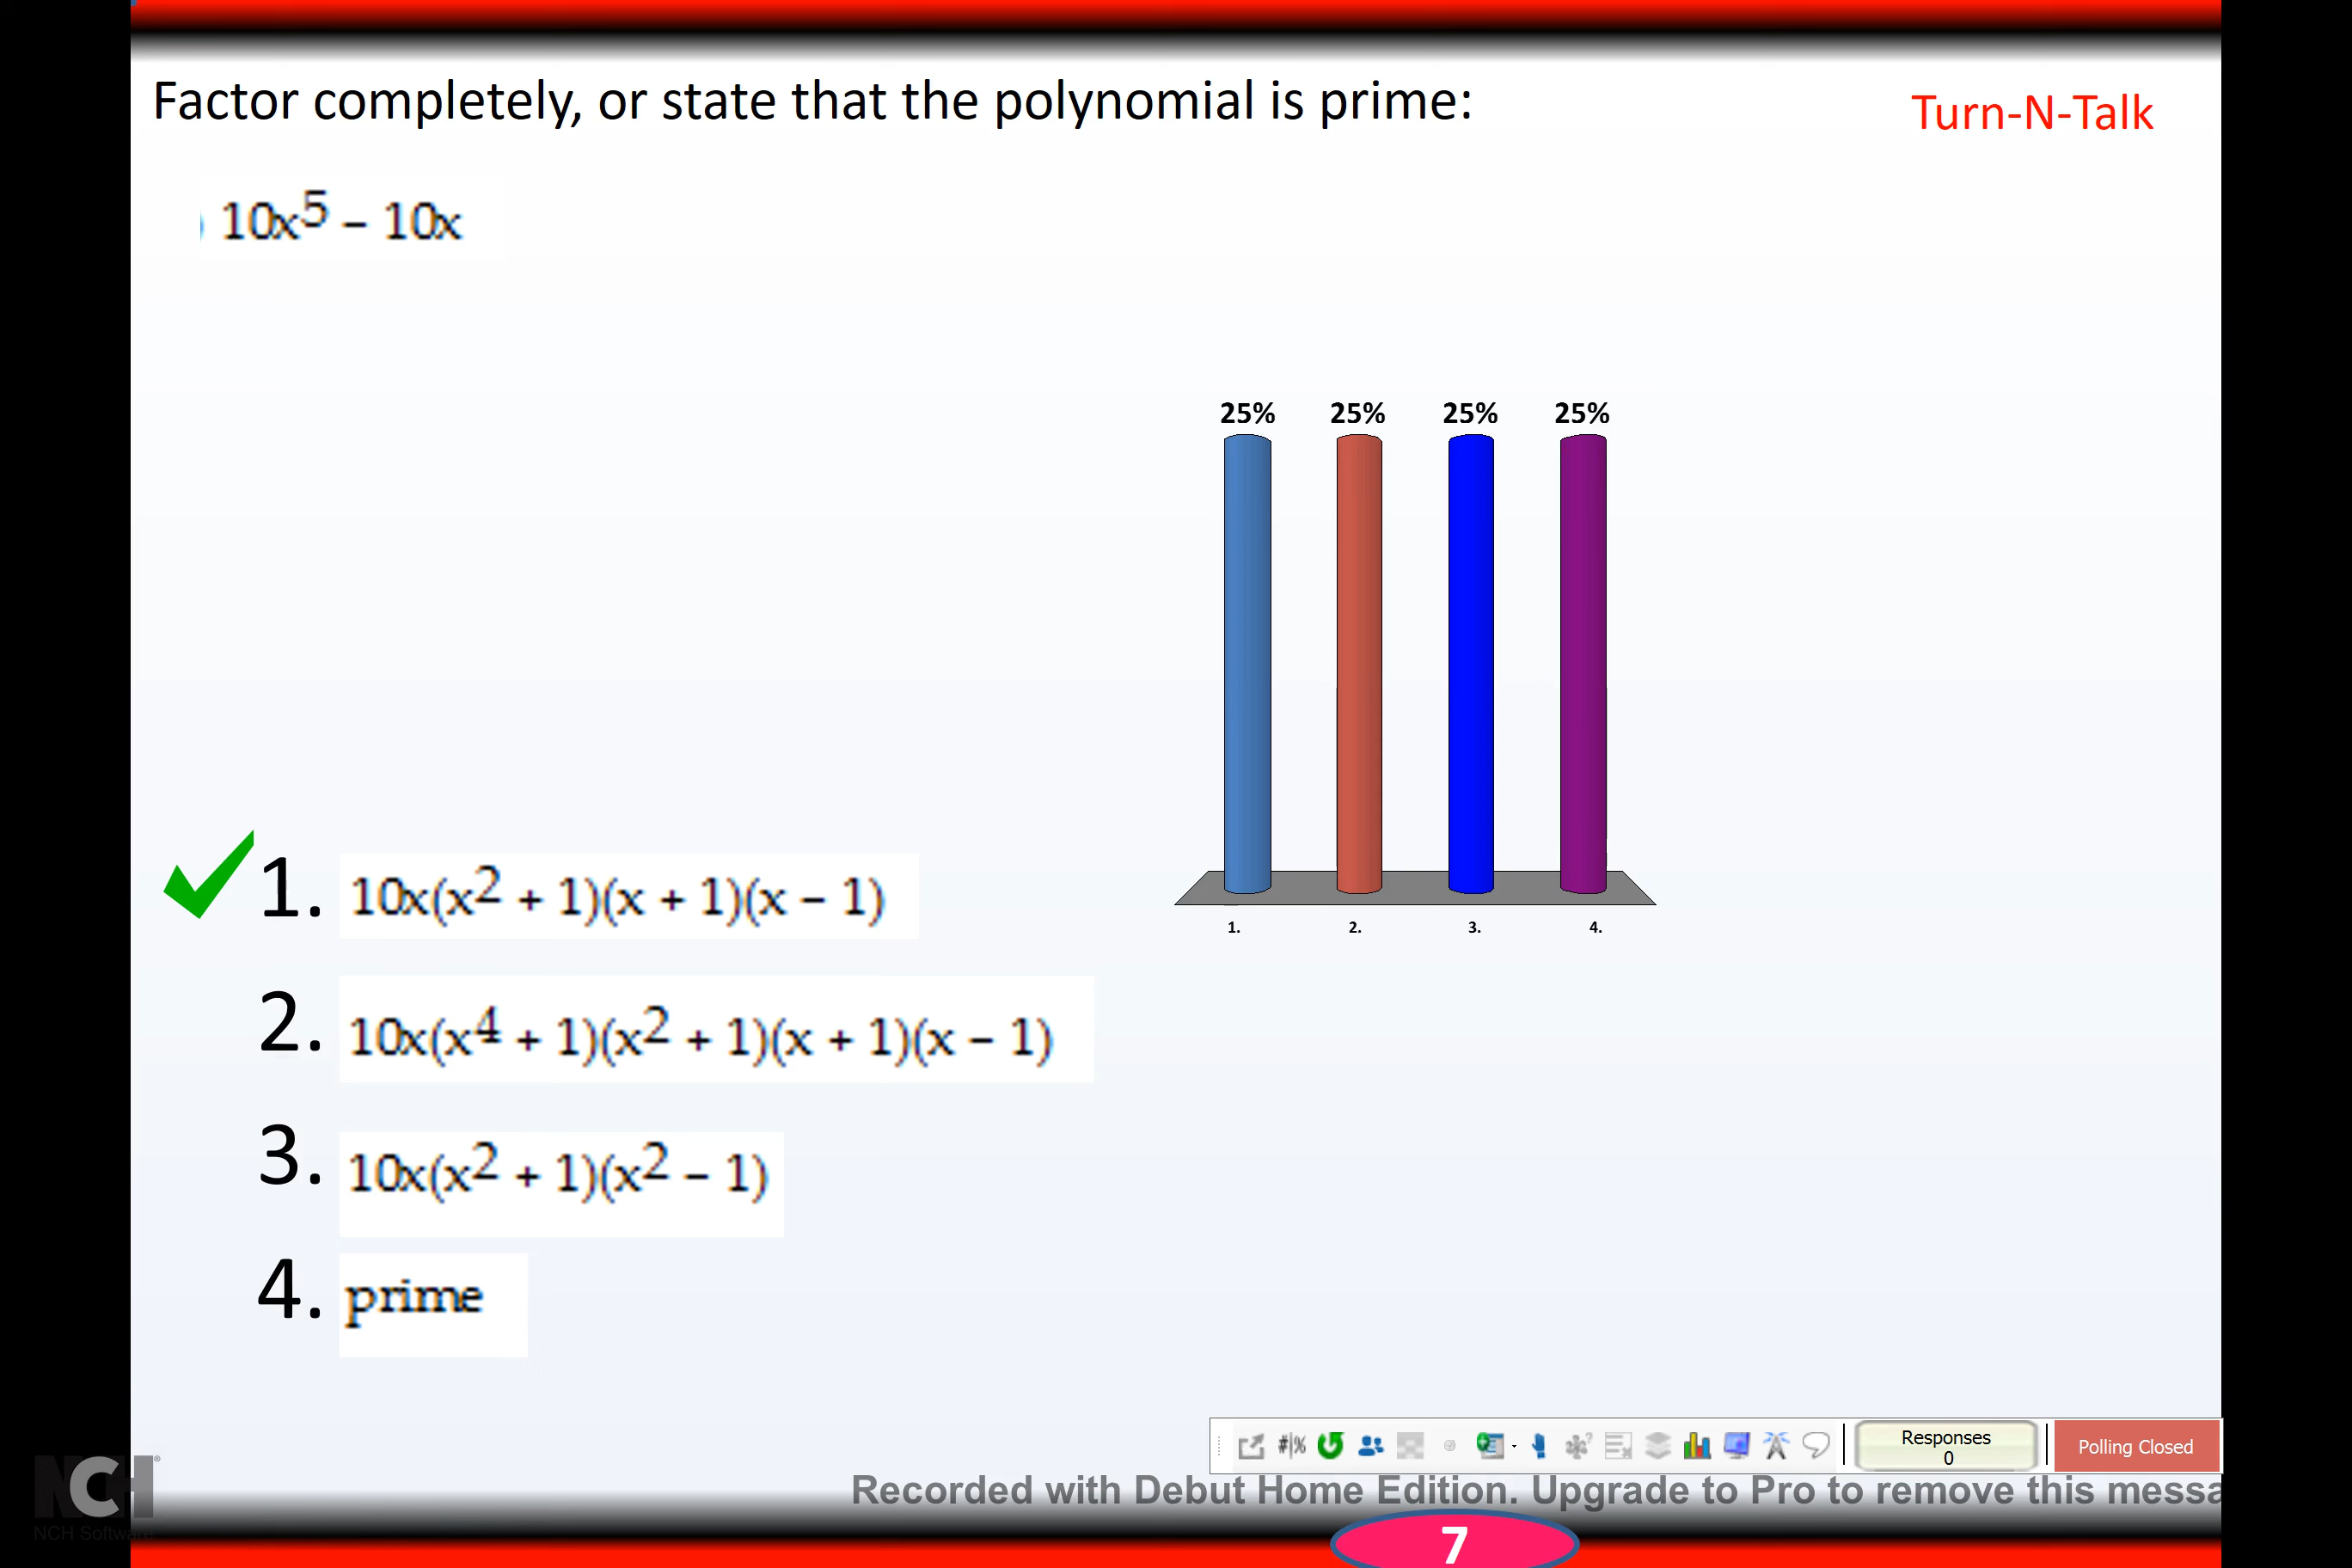 Factor completely, or state that the polynomial is prime:
Turn-N-Talk
10x⁵ – 10x
25% 25% 25% 25%
1. 2. 3. 4.
1. 10x(x² + 1)(x + 1)(x – 1)
2. 10x(x⁴ + 1)(x² + 1)(x + 1)(x – 1)
3. 10x(x² + 1)(x² – 1)
4. prime
#|%
Responses
0
Polling Closed
Recorded with Debut Home Edition. Upgrade to Pro to remove this messa
NCH®
NCH Software
7